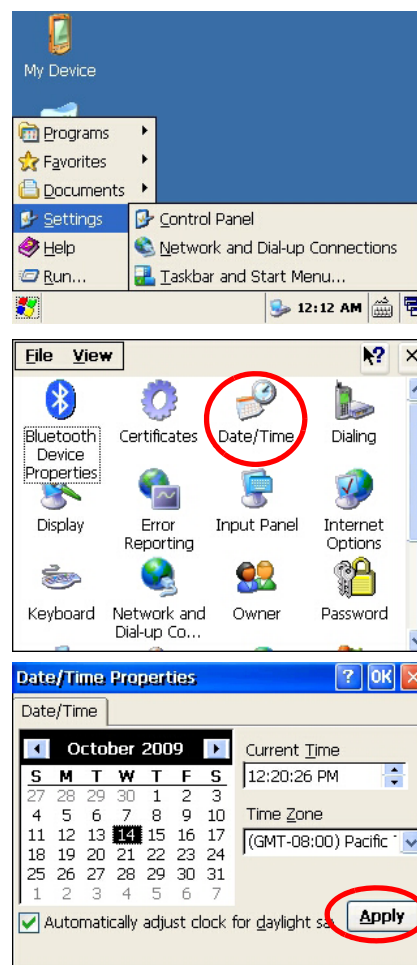 My Device
Programs
Favorites
Documents
Settings
Control Panel
Help
Network and Dial-up Connections
Run...
Taskbar and Start Menu...
12:12 AM
File View
Bluetooth Device Properties
Certificates
Date/Time
Dialing
Display
Error Reporting
Input Panel
Internet Options
Keyboard
Network and Dial-up Co...
Owner
Password
Date/Time Properties
? OK
Date/Time
October 2009
Current Time
S M T W T F S
12:20:26 PM
27 28 29 30 1 2 3
4 5 6 7 8 9 10
Time Zone
11 12 13 14 15 16 17
(GMT-08:00) Pacific
18 19 20 21 22 23 24
25 26 27 28 29 30 31
1 2 3 4 5 6 7
Automatically adjust clock for daylight sa
Apply